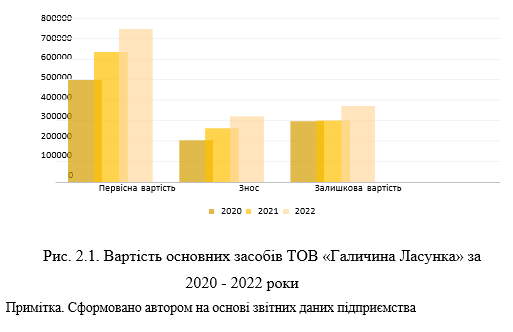 800000
700000
600000
500000
400000
300000
200000
100000
0
Первісна вартість Знос Залишкова вартість
2020 2021 2022
Рис. 2.1. Вартість основних засобів ТОВ «Галичина Ласунка» за
2020 - 2022 роки
Примітка. Сформовано автором на основі звітних даних підприємства